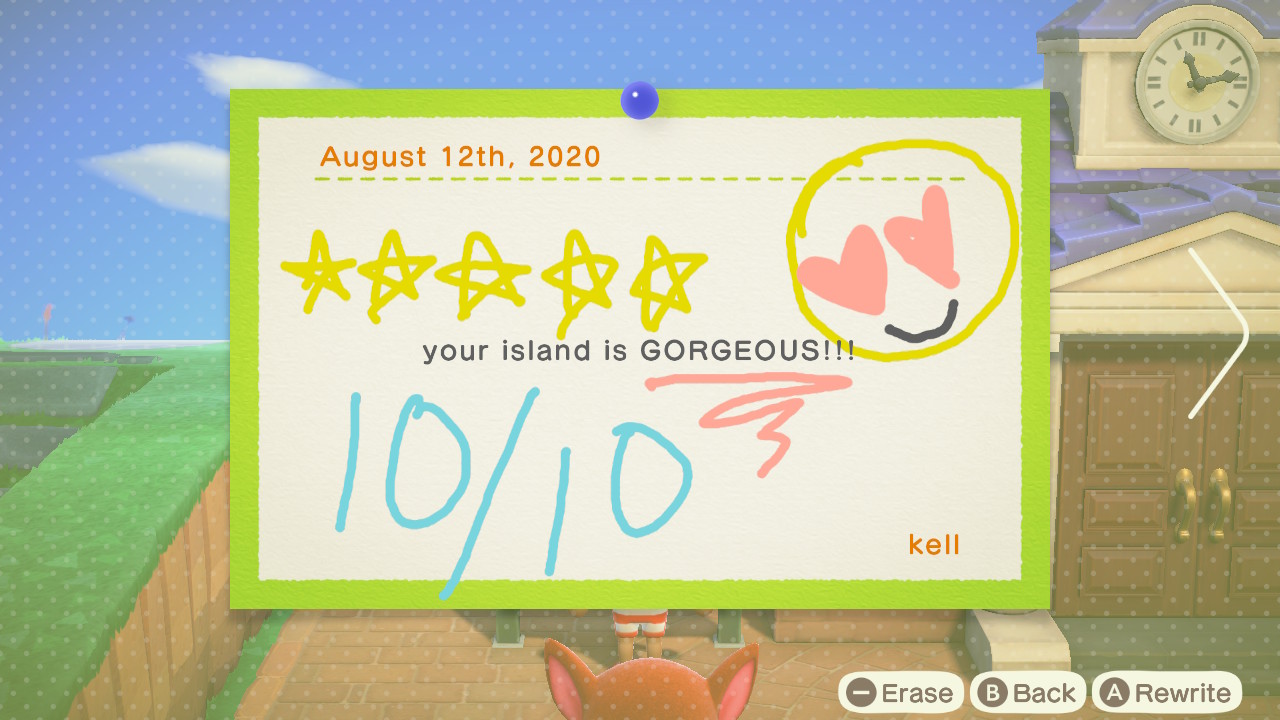 August 12th, 2020
your island is GORGEOUS!!!
10/10
kell
− Erase B Back A Rewrite